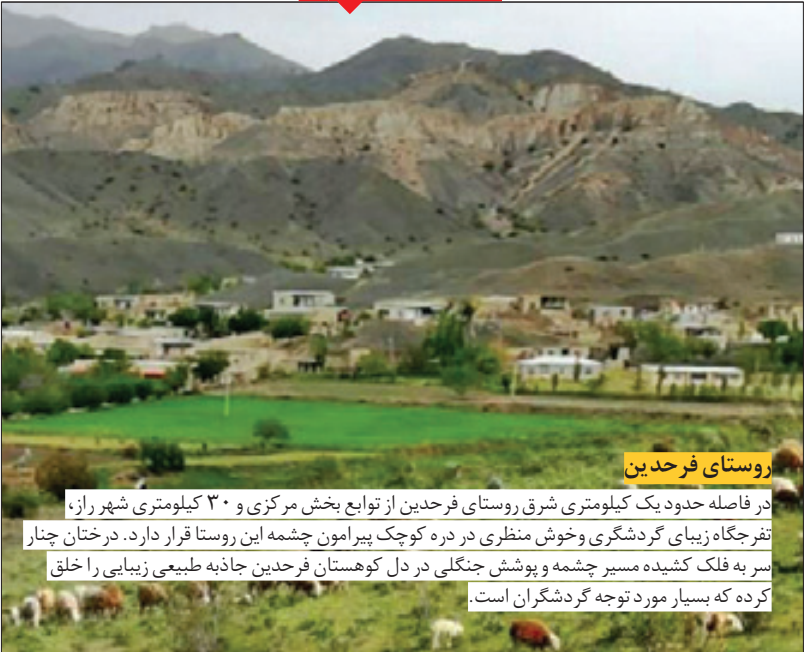 روستای فرحدین
در فاصله حدود یک کیلومتری شرق روستای فرحدین از توابع بخش مرکزی و ۳۰ کیلومتری شهر راز،
تفرجگاه زیبای گردشگری وخوش منظری در دره کوچک پیرامون چشمه این روستا قرار دارد. درختان چنار
سر به فلک کشیده مسیر چشمه و پوشش جنگلی در دل کوهستان فرحدین جاذبه طبیعی زیبایی را خلق
کرده که بسیار مورد توجه گردشگران است.